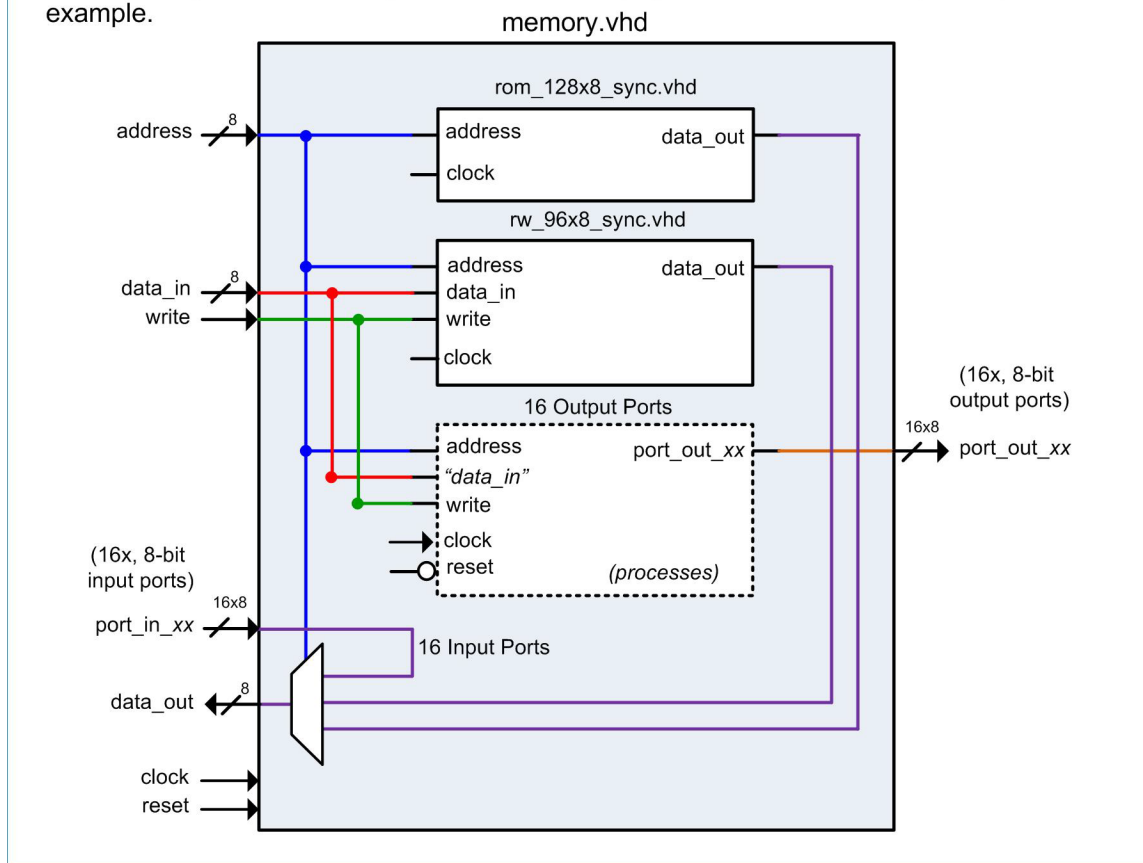 example.
memory.vhd
rom_128x8_sync.vhd
address
8
address
data_out
clock
rw_96x8_sync.vhd
address
data_out
data_in
8
data_in
write
write
clock
(16x, 8-bit
output ports)
16 Output Ports
16x8
address
port_out_xx
port_out_xx
“data_in”
write
clock
reset
(processes)
(16x, 8-bit
input ports)
16x8
port_in_xx
16 Input Ports
data_out
8
clock
reset